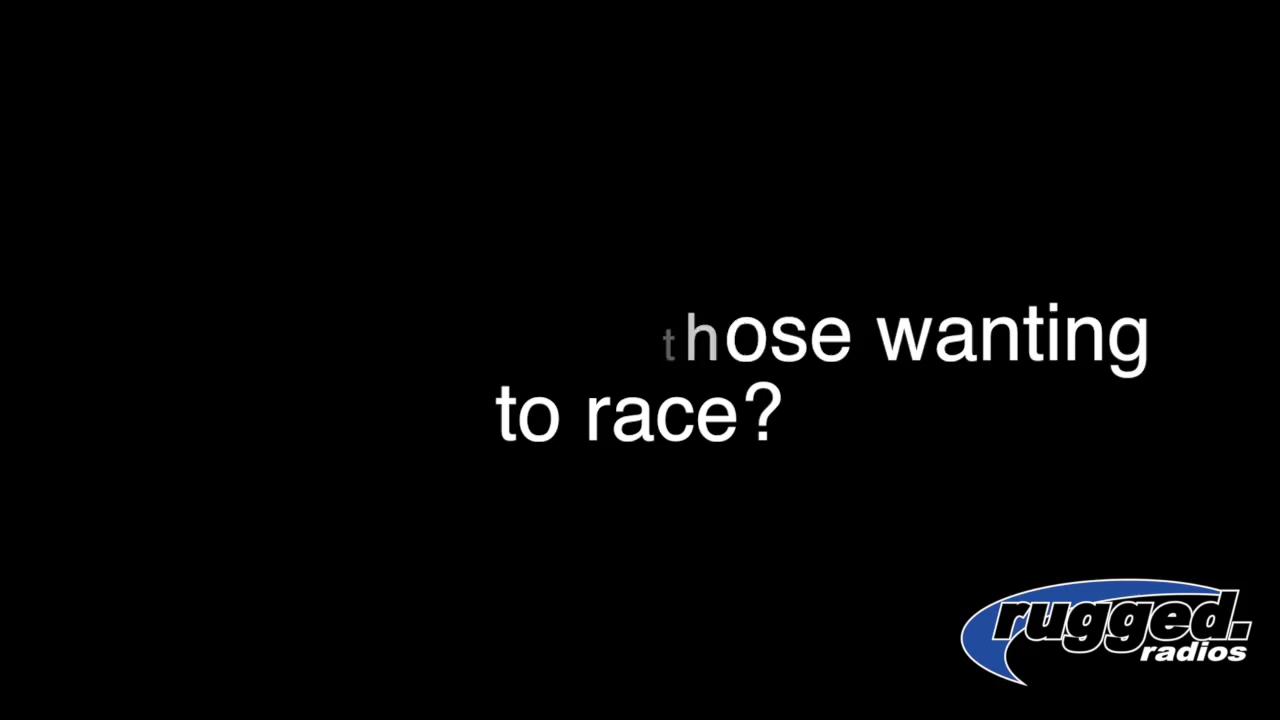 those wanting
to race?
rugged.
radios